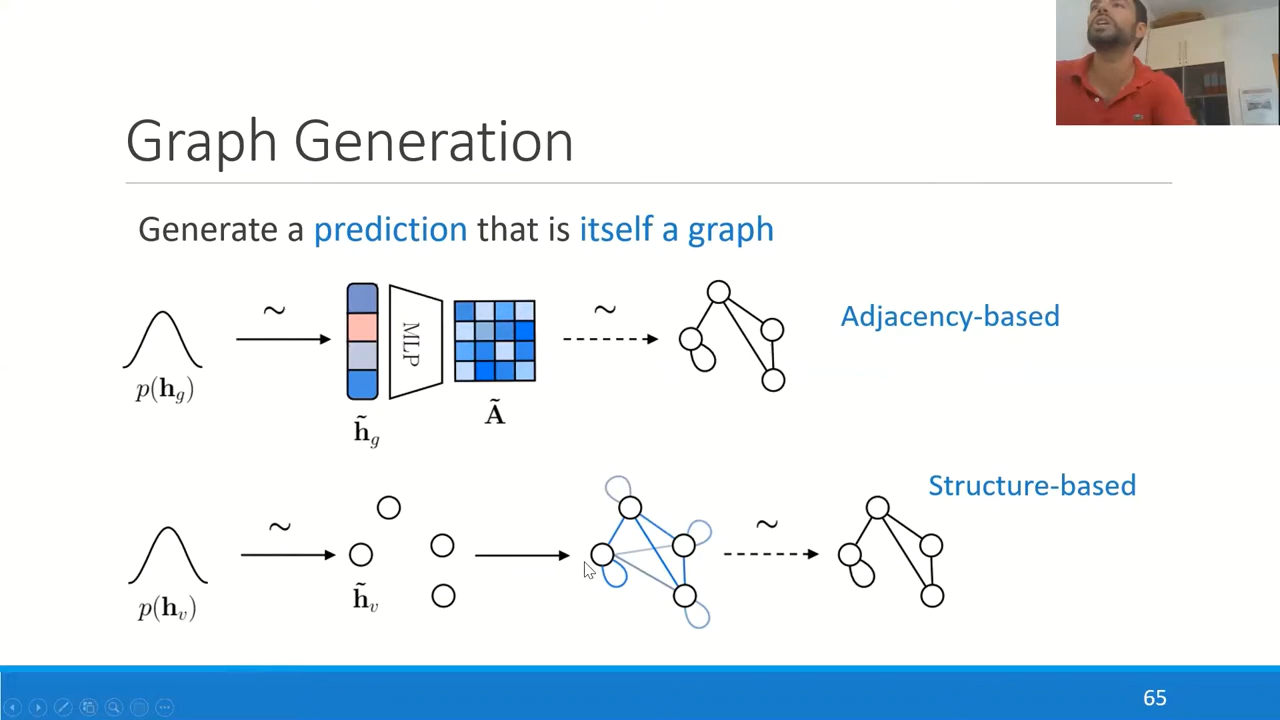 Graph Generation
Generate a prediction that is itself a graph
∼
MLP
∼
Adjacency-based
p(h_g)
h̃_g
Ã
Structure-based
∼
∼
p(h_v)
h̃_v
65